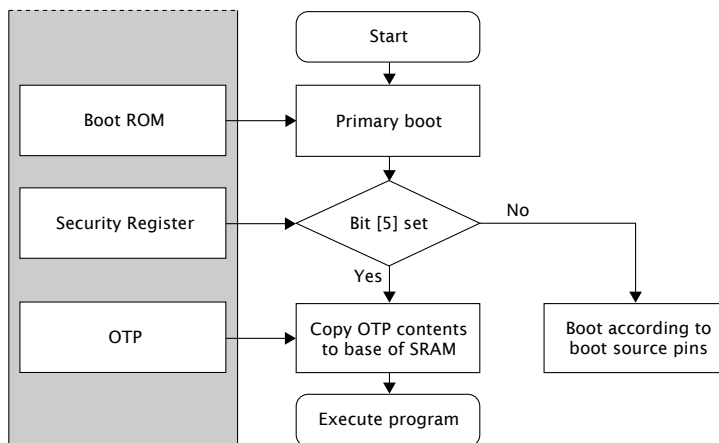 Start
Boot ROM
Primary boot
Security Register
Bit [5] set
No
Yes
OTP
Copy OTP contents
to base of SRAM
Boot according to
boot source pins
Execute program